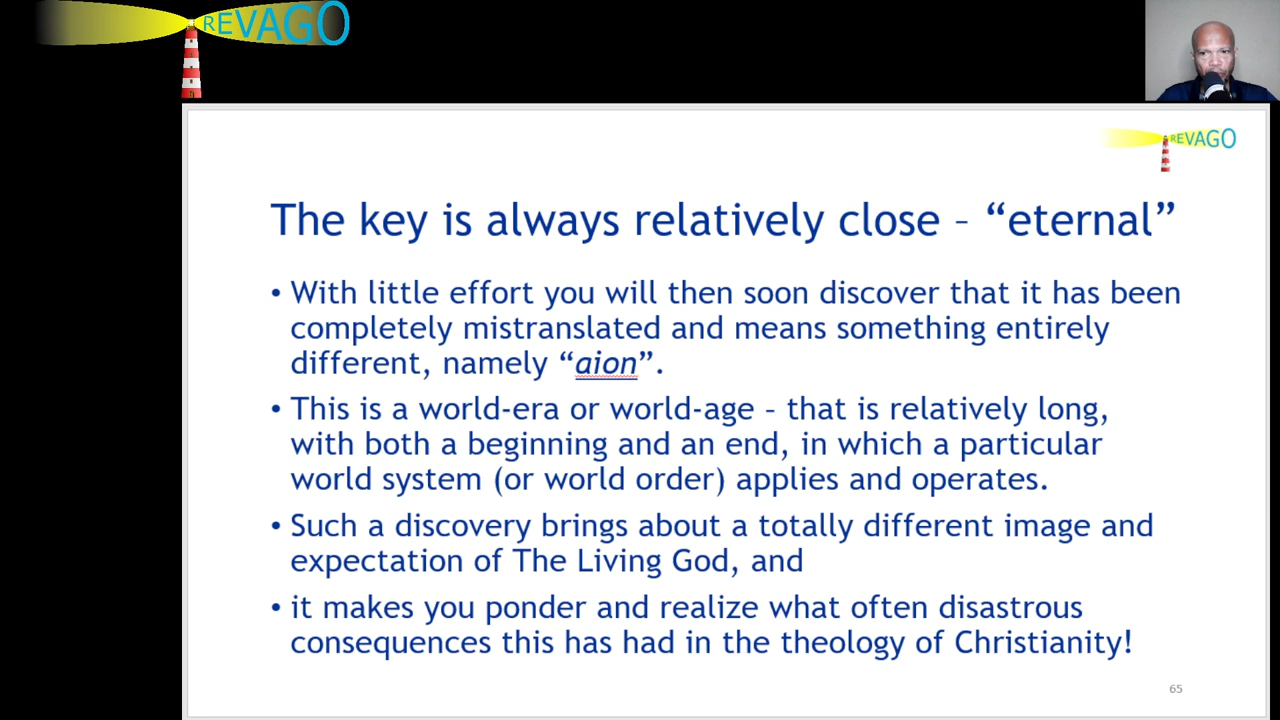 REVAGO
REVAGO
The key is always relatively close – “eternal”
• With little effort you will then soon discover that it has been
completely mistranslated and means something entirely
different, namely “aion”.
• This is a world-era or world-age – that is relatively long,
with both a beginning and an end, in which a particular
world system (or world order) applies and operates.
• Such a discovery brings about a totally different image and
expectation of The Living God, and
• it makes you ponder and realize what often disastrous
consequences this has had in the theology of Christianity!
65